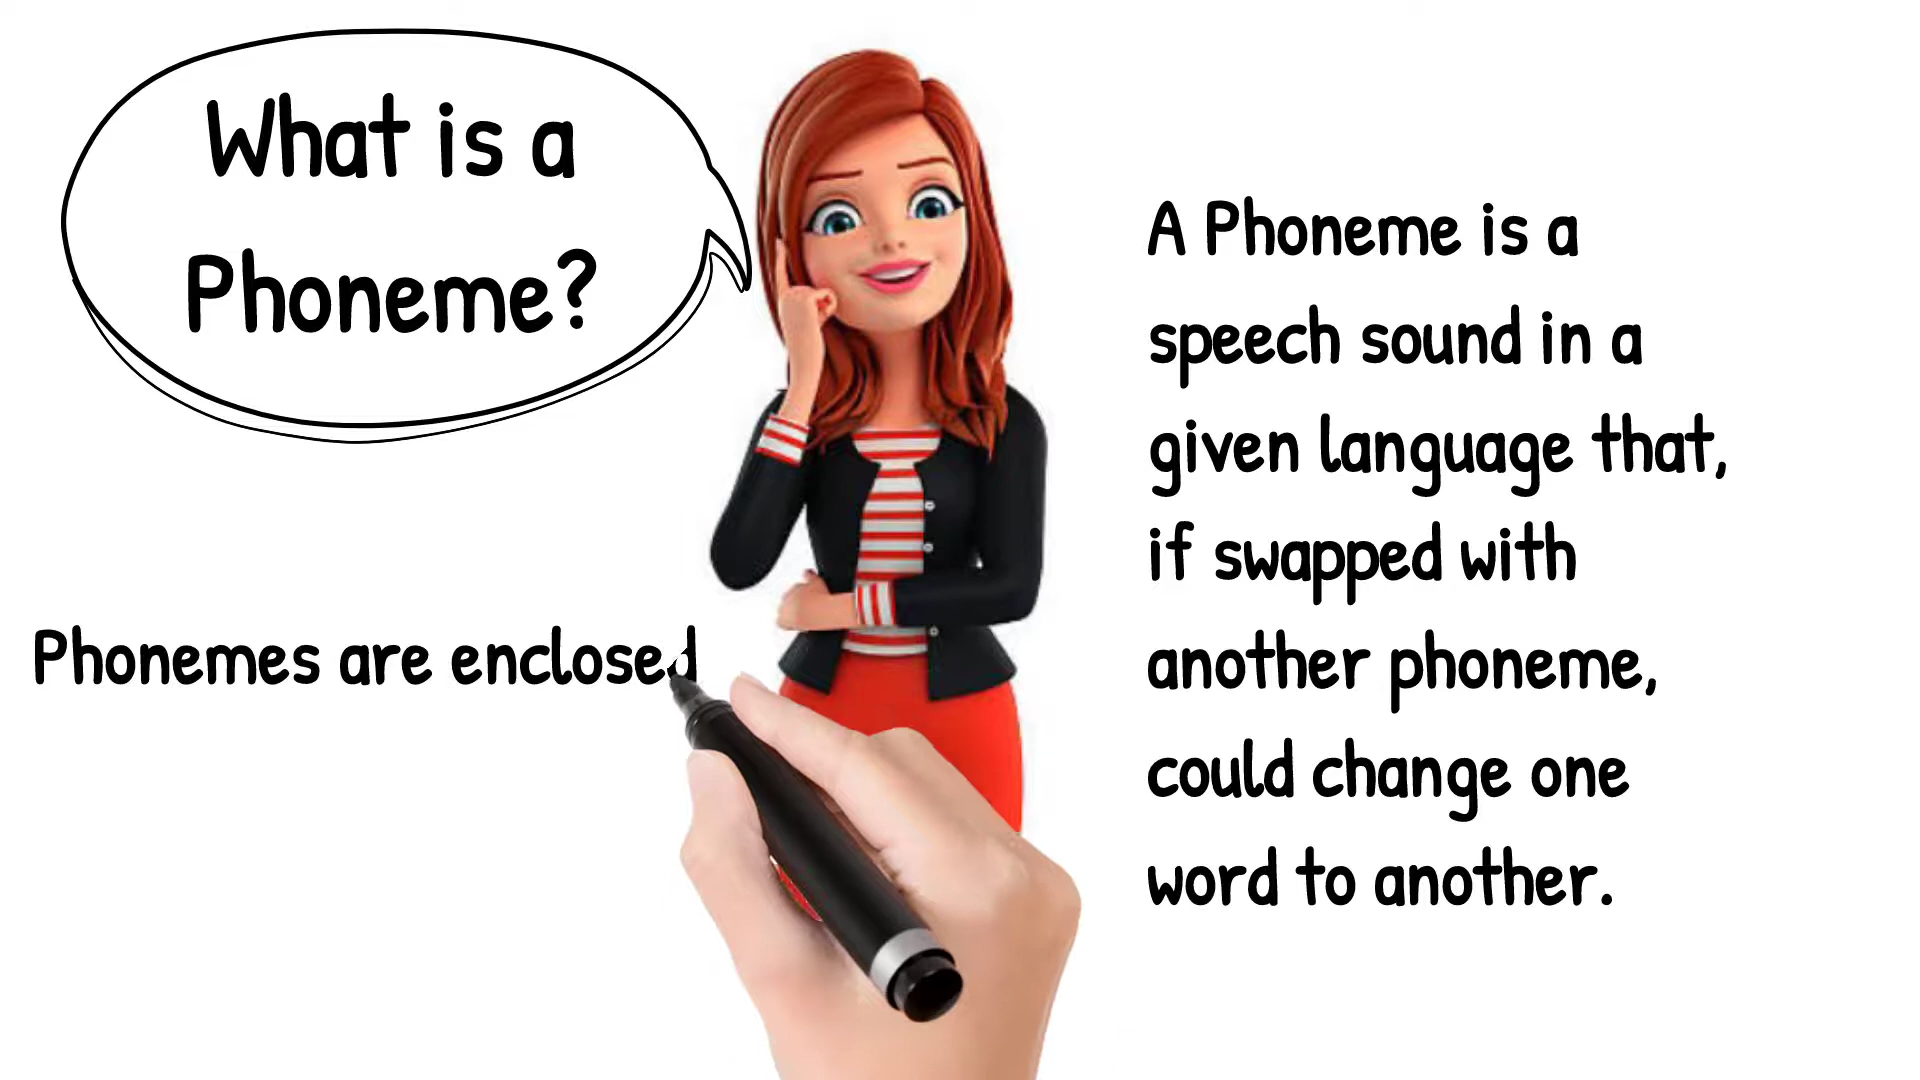 What is a
Phoneme?
A Phoneme is a
speech sound in a
given language that,
if swapped with
another phoneme,
could change one
word to another.
Phonemes are enclosed